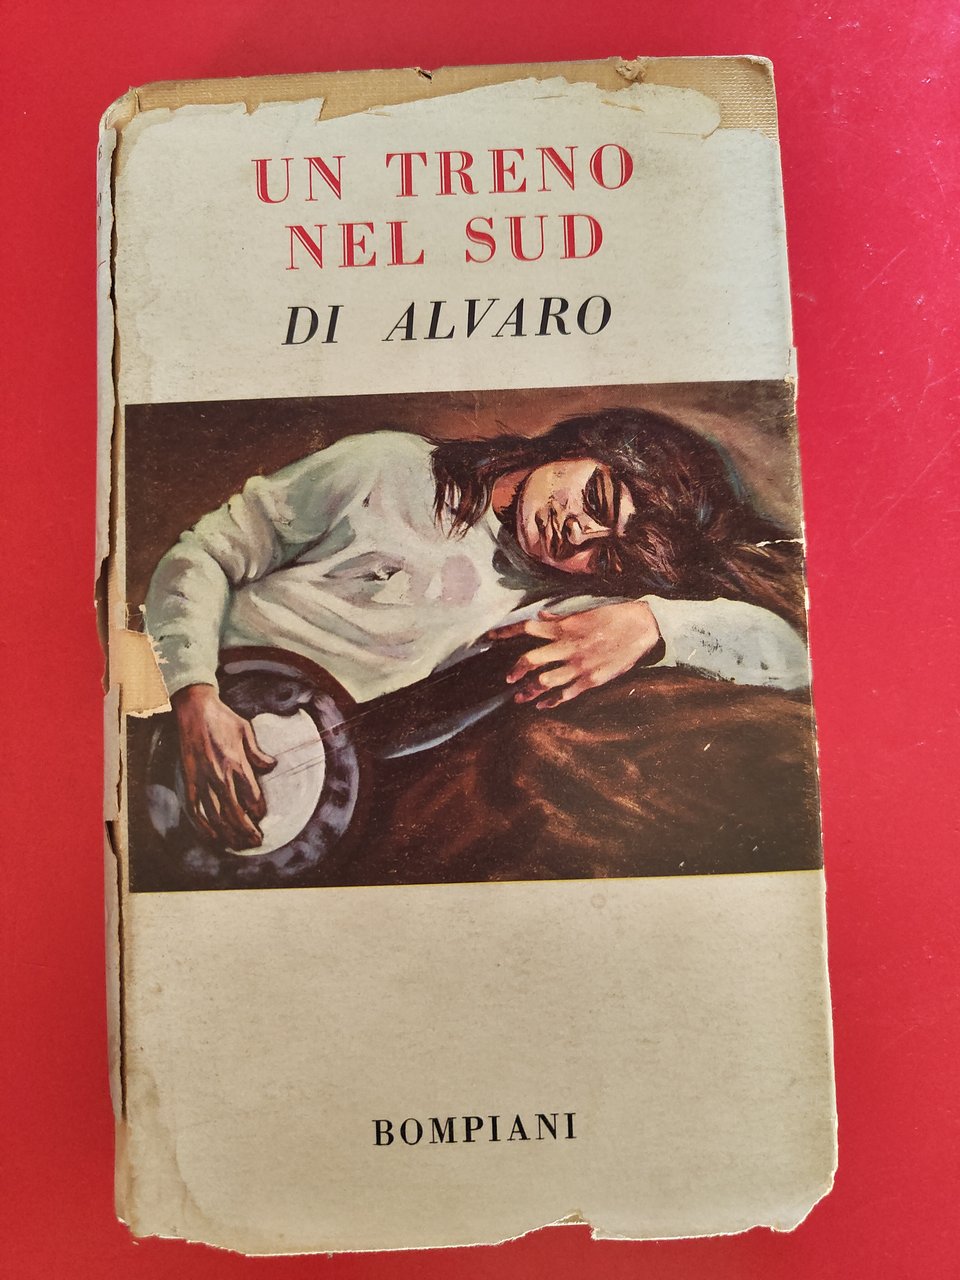 UN TRENO
NEL SUD
DI ALVARO
BOMPIANI